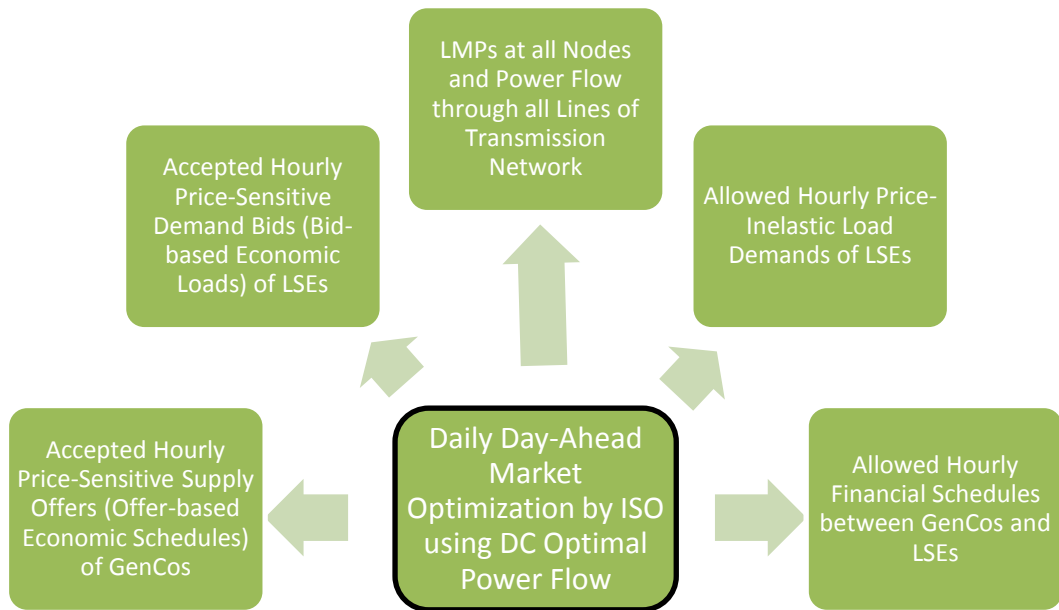 LMPs at all Nodes
and Power Flow
through all Lines of
Transmission
Network
Accepted Hourly
Price-Sensitive
Demand Bids (Bid-
based Economic
Loads) of LSEs
Allowed Hourly Price-
Inelastic Load
Demands of LSEs
Accepted Hourly
Price-Sensitive Supply
Offers (Offer-based
Economic Schedules)
of GenCos
Daily Day-Ahead
Market
Optimization by ISO
using DC Optimal
Power Flow
Allowed Hourly
Financial Schedules
between GenCos and
LSEs